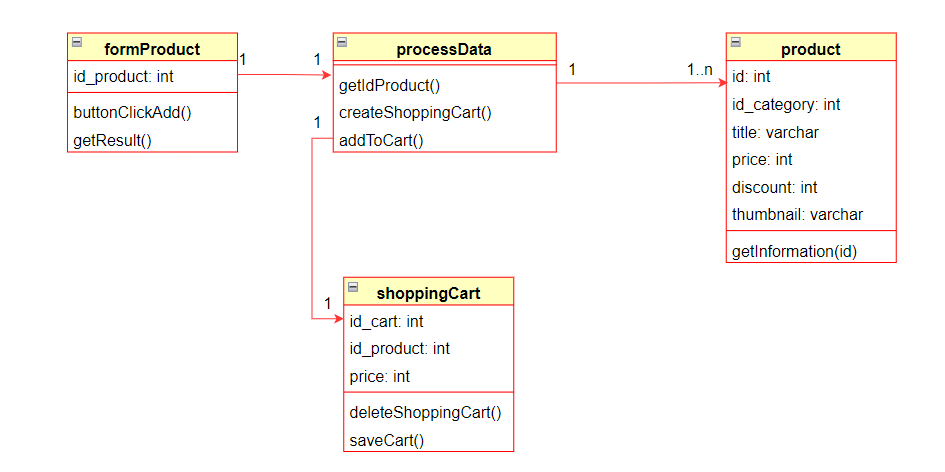 formProduct
id_product: int
buttonClickAdd()
getResult()
1
1
processData
getIdProduct()
createShoppingCart()
addToCart()
1
1..n
product
id: int
id_category: int
title: varchar
price: int
discount: int
thumbnail: varchar
getInformation(id)
1
1
shoppingCart
id_cart: int
id_product: int
price: int
deleteShoppingCart()
saveCart()